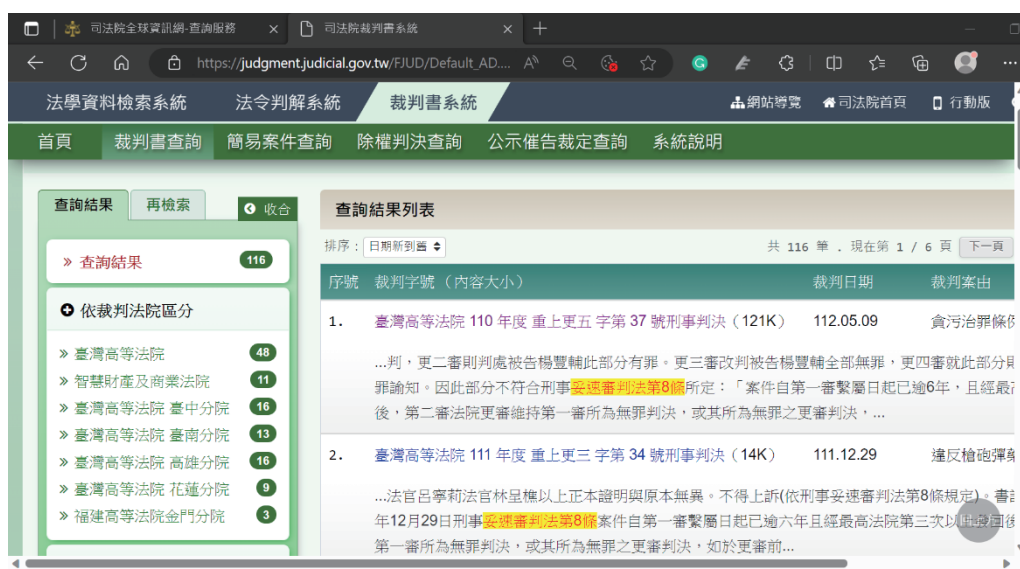 司法院全球資訊網-查詢服務
司法院裁判書系統
https://judgment.judicial.gov.tw/FJUD/Default_AD....
法學資料檢索系統 法令判解系統 裁判書系統 網站導覽 司法院首頁 行動版
首頁 裁判書查詢 簡易案件查詢 除權判決查詢 公示催告裁定查詢 系統說明
查詢結果 再檢索 收合
查詢結果 116
依裁判法院區分
臺灣高等法院 48
智慧財產及商業法院 11
臺灣高等法院 臺中分院 16
臺灣高等法院 臺南分院 13
臺灣高等法院 高雄分院 16
臺灣高等法院 花蓮分院 9
福建高等法院金門分院 3
查詢結果列表
排序: 日期新到舊 共 116 筆 . 現在第 1 / 6 頁 下一頁
序號 裁判字號(內容大小) 裁判日期 裁判案由
1. 臺灣高等法院 110 年度 重上更五 字第 37 號刑事判決(121K) 112.05.09 貪污治罪條
...判,更二審則判處被告楊豐輔此部分有罪。更三審改判被告楊豐輔全部無罪,更四審就此部分
罪諭知。因此部分不符合刑事妥速審判法第8條所定:「案件自第一審繫屬日起已逾6年,且經最
後,第二審法院更審維持第一審所為無罪判決,或其所為無罪之更審判決,...
2. 臺灣高等法院 111 年度 重上更三 字第 34 號刑事判決(14K) 111.12.29 違反槍砲彈
...法官呂寧莉法官林呈樵以上正本證明與原本無異。不得上訴(依刑事妥速審判法第8條規定)。書
年12月29日刑事妥速審判法第8條案件自第一審繫屬日起已逾六年且經最高法院第三次以上發回
第一審所為無罪判決,或其所為無罪之更審判決,如於更審前...